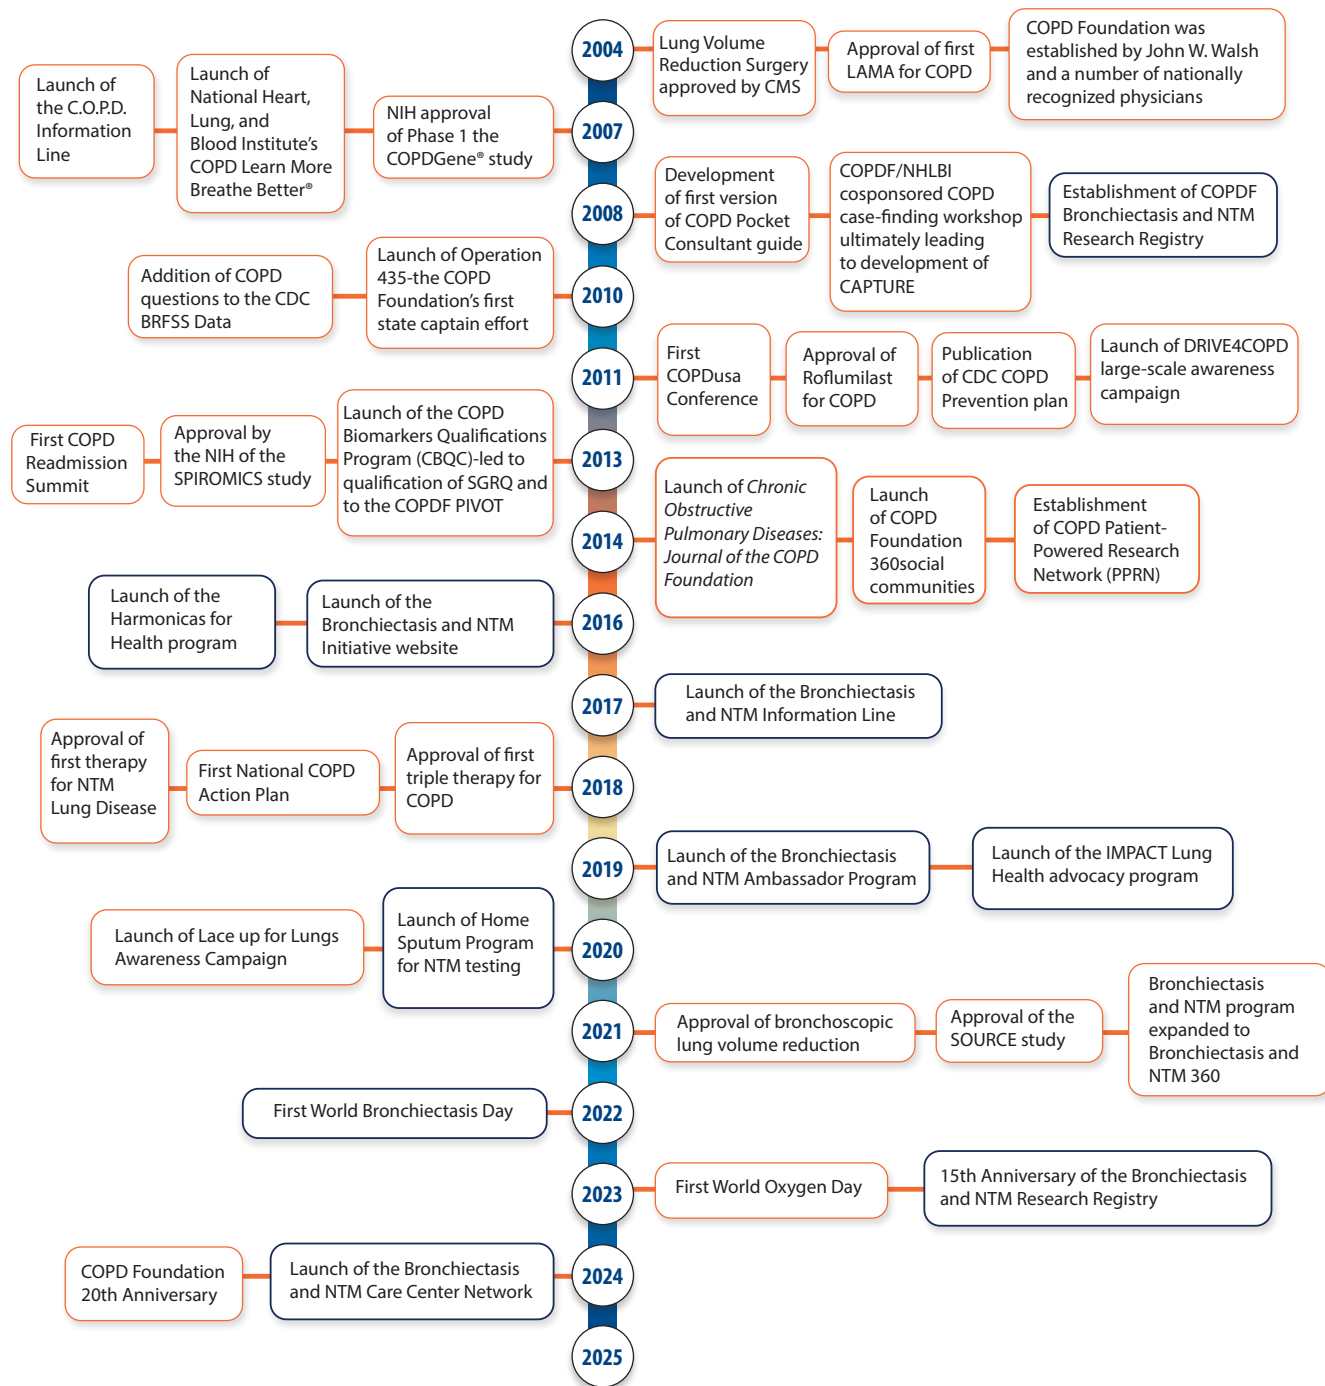 2004
Lung Volume
Reduction Surgery
approved by CMS
Approval of first
LAMA for COPD
COPD Foundation was
established by John W. Walsh
and a number of nationally
recognized physicians
Launch of
the C.O.P.D.
Information
Line
Launch of
National Heart,
Lung, and
Blood Institute’s
COPD Learn More
Breathe Better®
NIH approval
of Phase 1 the
COPDGene® study
2007
2008
Development
of first version
of COPD Pocket
Consultant guide
COPDF/NHLBI
cosponsored COPD
case-finding workshop
ultimately leading
to development of
CAPTURE
Establishment of COPDF
Bronchiectasis and NTM
Research Registry
Addition of COPD
questions to the CDC
BRFSS Data
Launch of Operation
435-the COPD
Foundation’s first
state captain effort
2010
2011
First
COPDusa
Conference
Approval of
Roflumilast
for COPD
Publication
of CDC COPD
Prevention plan
Launch of DRIVE4COPD
large-scale awareness
campaign
First COPD
Readmission
Summit
Approval by
the NIH of the
SPIROMICS study
Launch of the COPD
Biomarkers Qualifications
Program (CBQC)-led to
qualification of SGRQ and
to the COPDF PIVOT
2013
2014
Launch of Chronic
Obstructive
Pulmonary Diseases:
Journal of the COPD
Foundation
Launch
of COPD
Foundation
360social
communities
Establishment
of COPD Patient-
Powered Research
Network (PPRN)
Launch of the
Harmonicas for
Health program
Launch of the
Bronchiectasis and NTM
Initiative website
2016
2017
Launch of the Bronchiectasis
and NTM Information Line
Approval of
first therapy
for NTM
Lung Disease
First National COPD
Action Plan
Approval of first
triple therapy for
COPD
2018
2019
Launch of the Bronchiectasis
and NTM Ambassador Program
Launch of the IMPACT Lung
Health advocacy program
Launch of Lace up for Lungs
Awareness Campaign
Launch of Home
Sputum Program
for NTM testing
2020
2021
Approval of bronchoscopic
lung volume reduction
Approval of the
SOURCE study
Bronchiectasis
and NTM program
expanded to
Bronchiectasis and
NTM 360
First World Bronchiectasis Day
2022
2023
First World Oxygen Day
15th Anniversary of the Bronchiectasis
and NTM Research Registry
COPD Foundation
20th Anniversary
Launch of the Bronchiectasis
and NTM Care Center Network
2024
2025